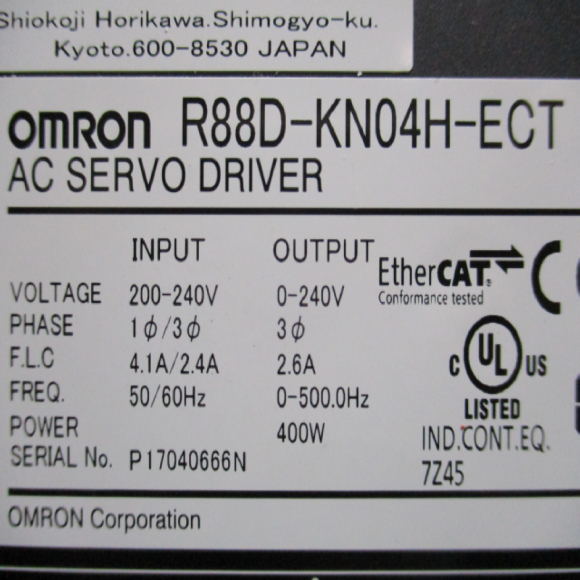 Shiokoji Horikawa.Shimogyo-ku.
Kyoto.600-8530 JAPAN
OMRON R88D-KN04H-ECT
AC SERVO DRIVER
INPUT OUTPUT
EtherCAT®
Conformance tested
VOLTAGE 200-240V 0-240V
PHASE 1ϕ/3ϕ 3ϕ
F.L.C 4.1A/2.4A 2.6A
FREQ. 50/60Hz 0-500.0Hz
POWER 400W
SERIAL No. P17040666N
C UL US
LISTED
IND.CONT.EQ.
7Z45
OMRON Corporation